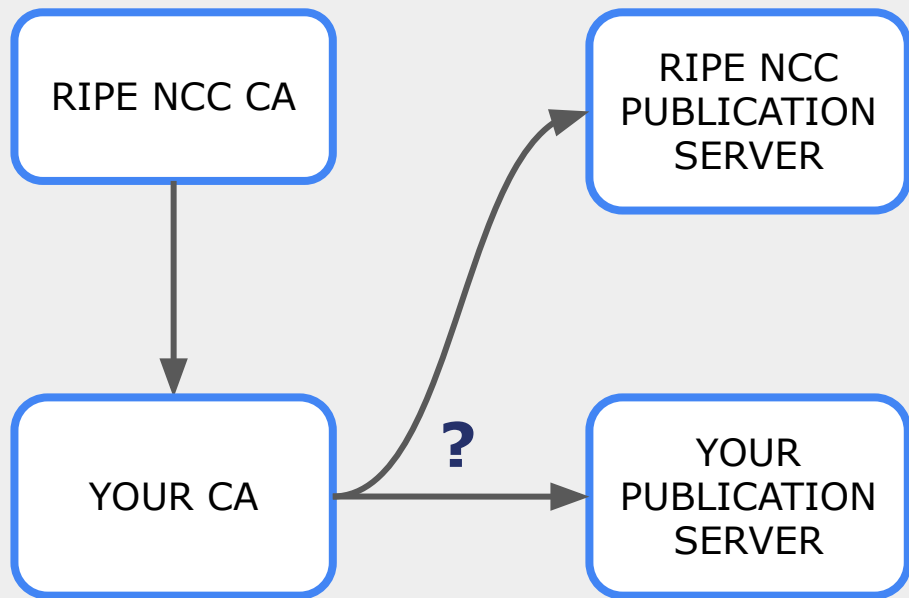 RIPE NCC CA
RIPE NCC
PUBLICATION
SERVER
?
YOUR CA
YOUR
PUBLICATION
SERVER